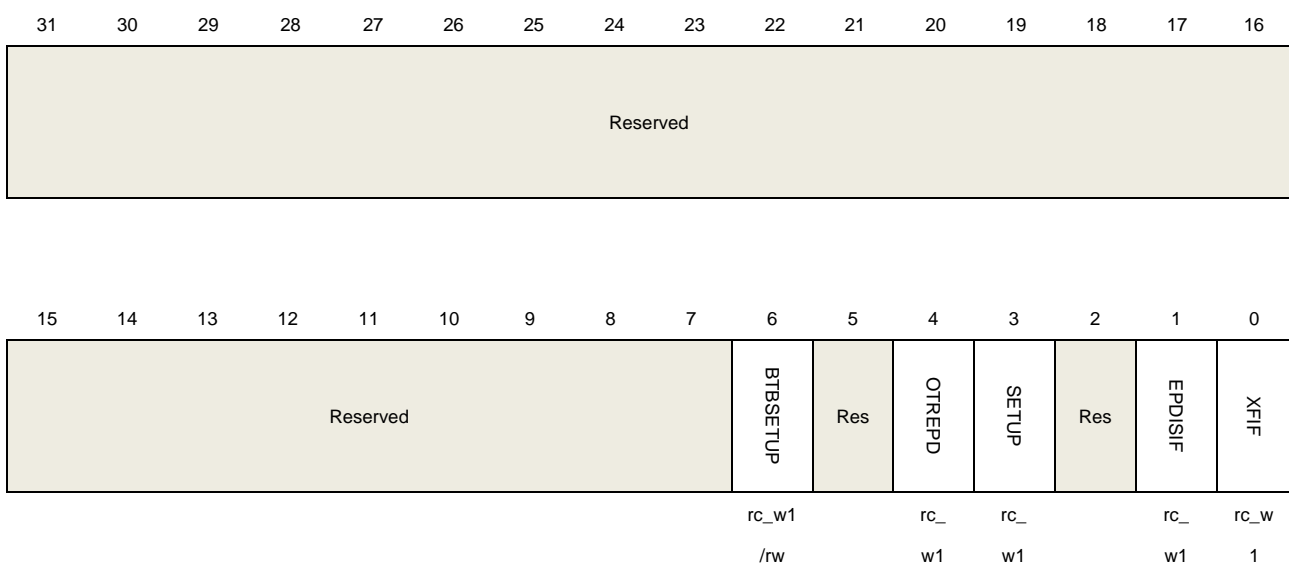 31 30 29 28 27 26 25 24 23 22 21 20 19 18 17 16
Reserved
15 14 13 12 11 10 9 8 7 6 5 4 3 2 1 0
Reserved BTBSETUP Res OTREPD SETUP Res EPDISIF XFIF
rc_w1 rc_ rc_ rc_ rc_w
/rw w1 w1 w1 1